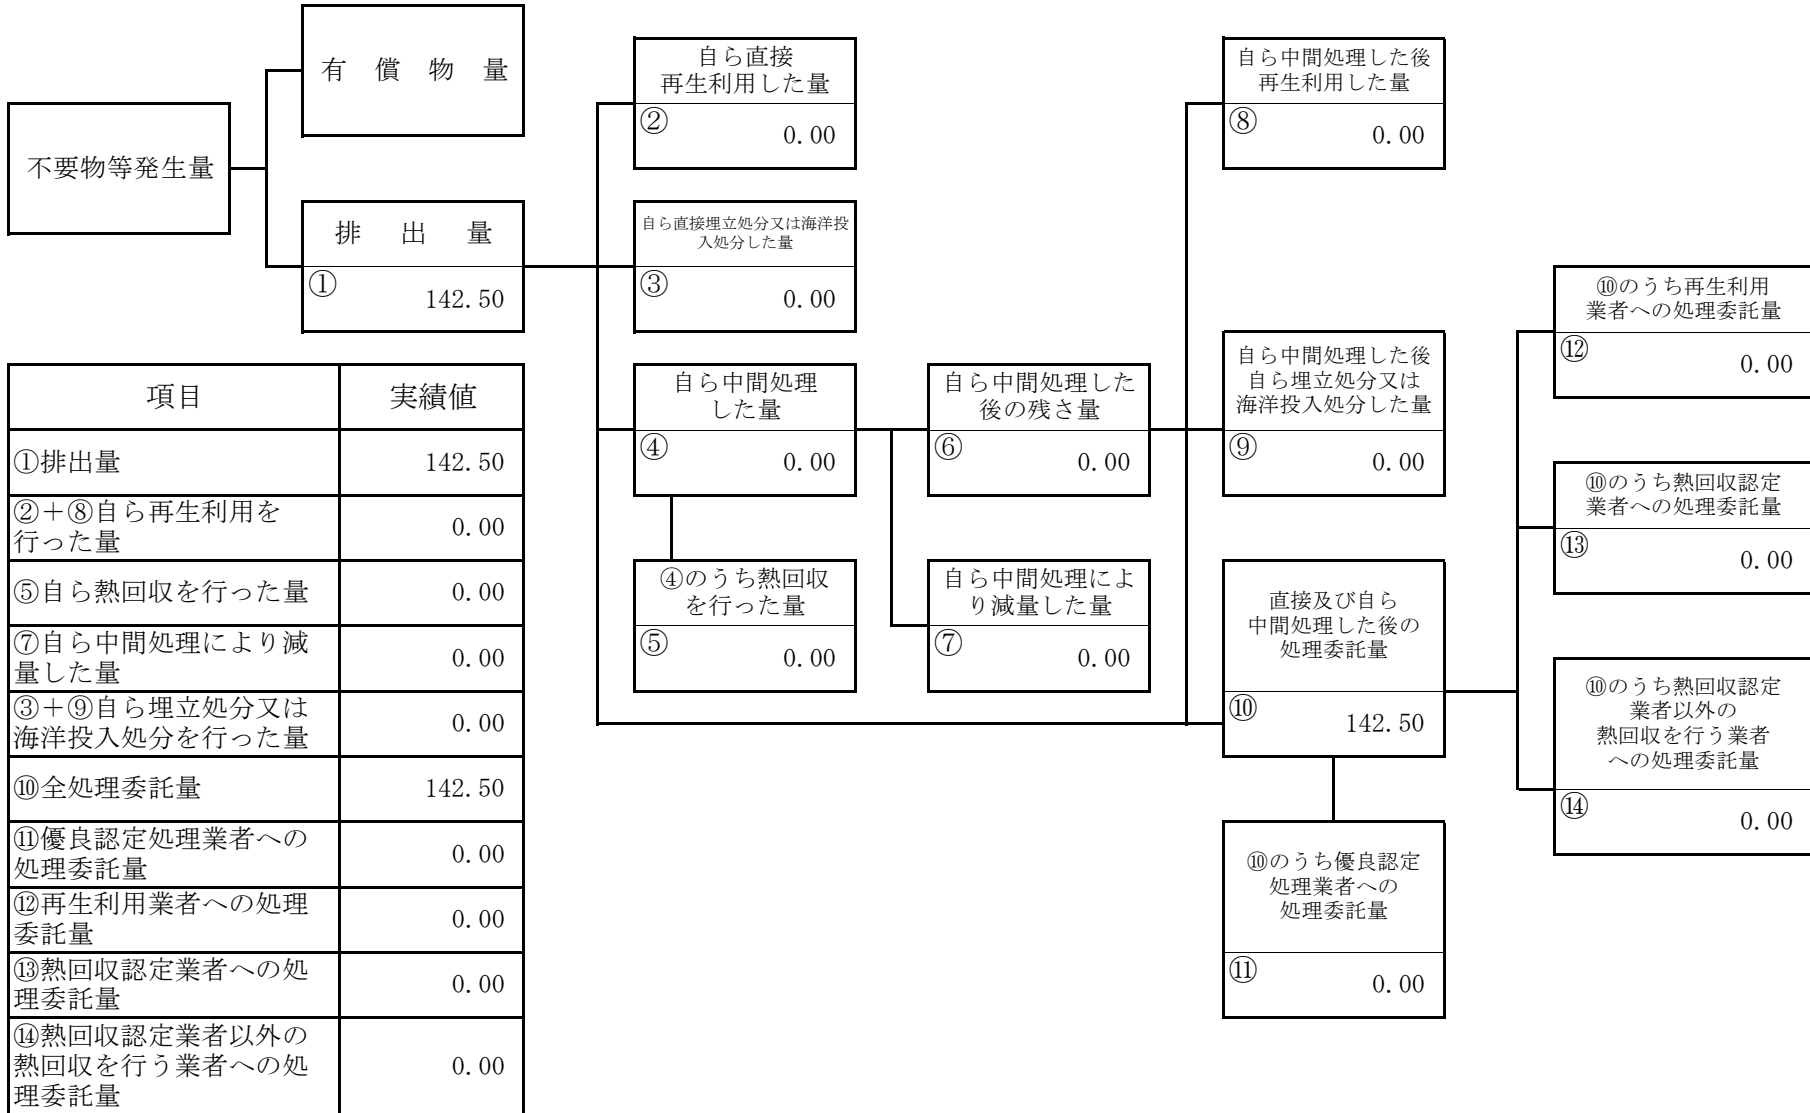 有 償 物 量
不要物等発生量
排 出 量
① 142.50
自ら直接
再生利用した量
② 0.00
自ら直接埋立処分又は海洋投
入処分した量
③ 0.00
自ら中間処理
した量
④ 0.00
④のうち熱回収
を行った量
⑤ 0.00
自ら中間処理した
後の残さ量
⑥ 0.00
自ら中間処理によ
り減量した量
⑦ 0.00
自ら中間処理した後
再生利用した量
⑧ 0.00
自ら中間処理した後
自ら埋立処分又は
海洋投入処分した量
⑨ 0.00
直接及び自ら
中間処理した後の
処理委託量
⑩ 142.50
⑩のうち優良認定
処理業者への
処理委託量
⑪ 0.00
⑩のうち再生利用
業者への処理委託量
⑫ 0.00
⑩のうち熱回収認定
業者への処理委託量
⑬ 0.00
⑩のうち熱回収認定
業者以外の
熱回収を行う業者
への処理委託量
⑭ 0.00
項目 実績値
①排出量 142.50
②+⑧自ら再生利用を
行った量 0.00
⑤自ら熱回収を行った量 0.00
⑦自ら中間処理により減
量した量 0.00
③+⑨自ら埋立処分又は
海洋投入処分を行った量 0.00
⑩全処理委託量 142.50
⑪優良認定処理業者への
処理委託量 0.00
⑫再生利用業者への処理
委託量 0.00
⑬熱回収認定業者への処
理委託量 0.00
⑭熱回収認定業者以外の
熱回収を行う業者への処
理委託量 0.00